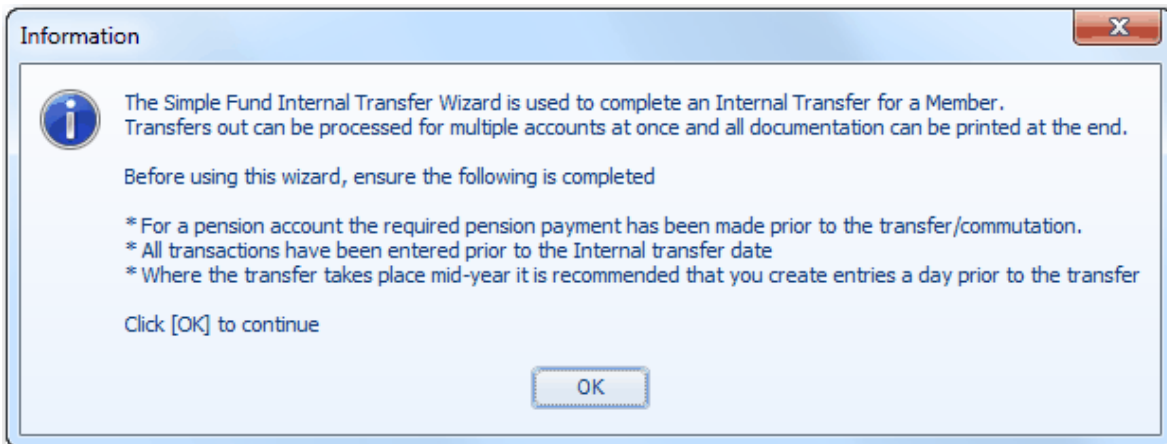 Information
X
The Simple Fund Internal Transfer Wizard is used to complete an Internal Transfer for a Member.
Transfers out can be processed for multiple accounts at once and all documentation can be printed at the end.
Before using this wizard, ensure the following is completed
* For a pension account the required pension payment has been made prior to the transfer/commutation.
* All transactions have been entered prior to the Internal transfer date
* Where the transfer takes place mid-year it is recommended that you create entries a day prior to the transfer
Click [OK] to continue
OK